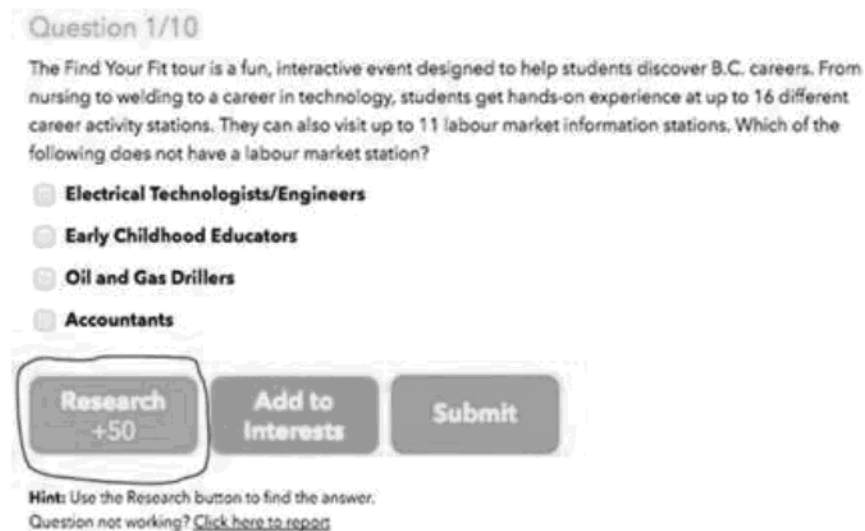 Question 1/10
The Find Your Fit tour is a fun, interactive event designed to help students discover B.C. careers. From
nursing to welding to a career in technology, students get hands-on experience at up to 16 different
career activity stations. They can also visit up to 11 labour market information stations. Which of the
following does not have a labour market station?
Electrical Technologists/Engineers
Early Childhood Educators
Oil and Gas Drillers
Accountants
Research
+50
Add to
Interests
Submit
Hint: Use the Research button to find the answer.
Question not working? Click here to report